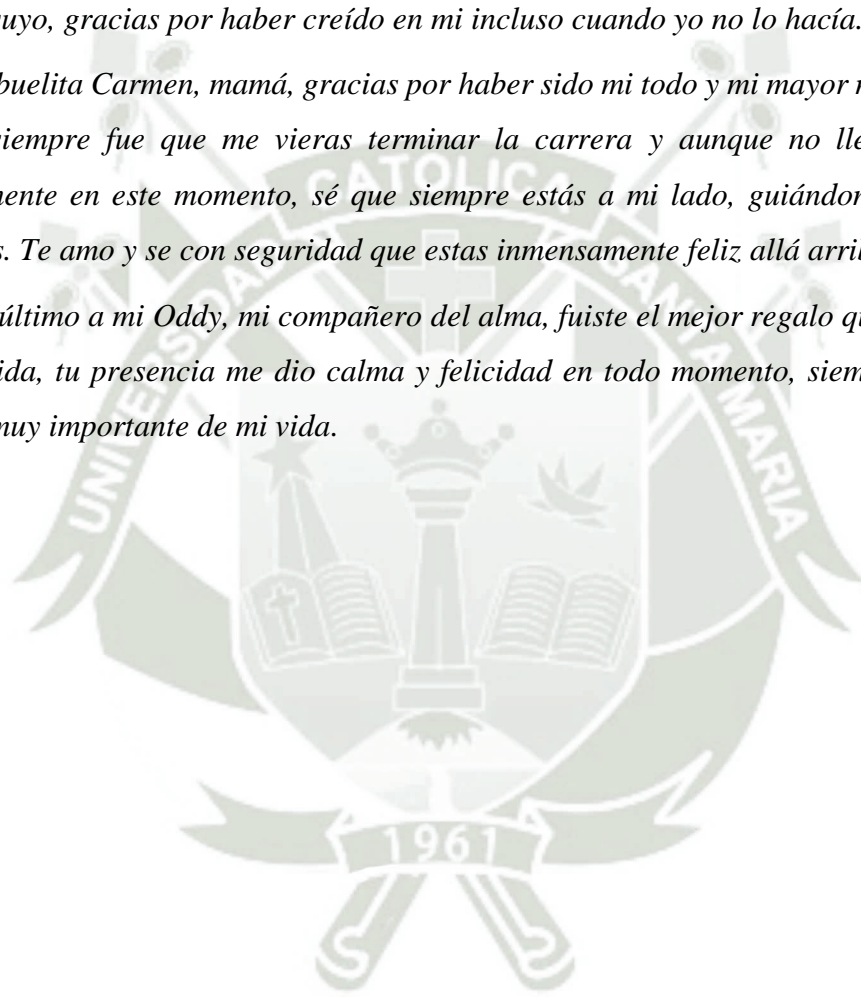 uyo, gracias por haber creído en mi incluso cuando yo no lo hacía.
buelita Carmen, mamá, gracias por haber sido mi todo y mi mayor
iempre fue que me vieras terminar la carrera y aunque no lle
ente en este momento, sé que siempre estás a mi lado, guiándo
s. Te amo y se con seguridad que estas inmensamente feliz allá arri
último a mi Oddy, mi compañero del alma, fuiste el mejor regalo q
ida, tu presencia me dio calma y felicidad en todo momento, siem
muy importante de mi vida.
UNIVERSIDAD CATOLICA SANTA MARIA
1961